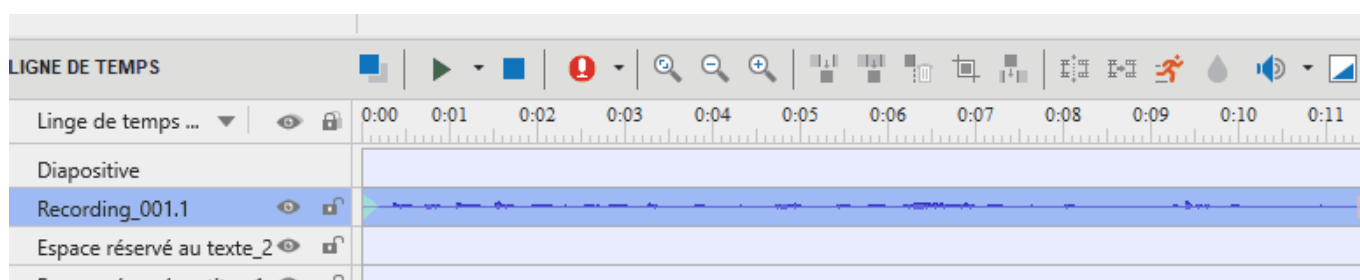 LIGNE DE TEMPS
Linge de temps ... 0:00 0:01 0:02 0:03 0:04 0:05 0:06 0:07 0:08 0:09 0:10 0:11
Diapositive
Recording_001.1
Espace réservé au texte_2